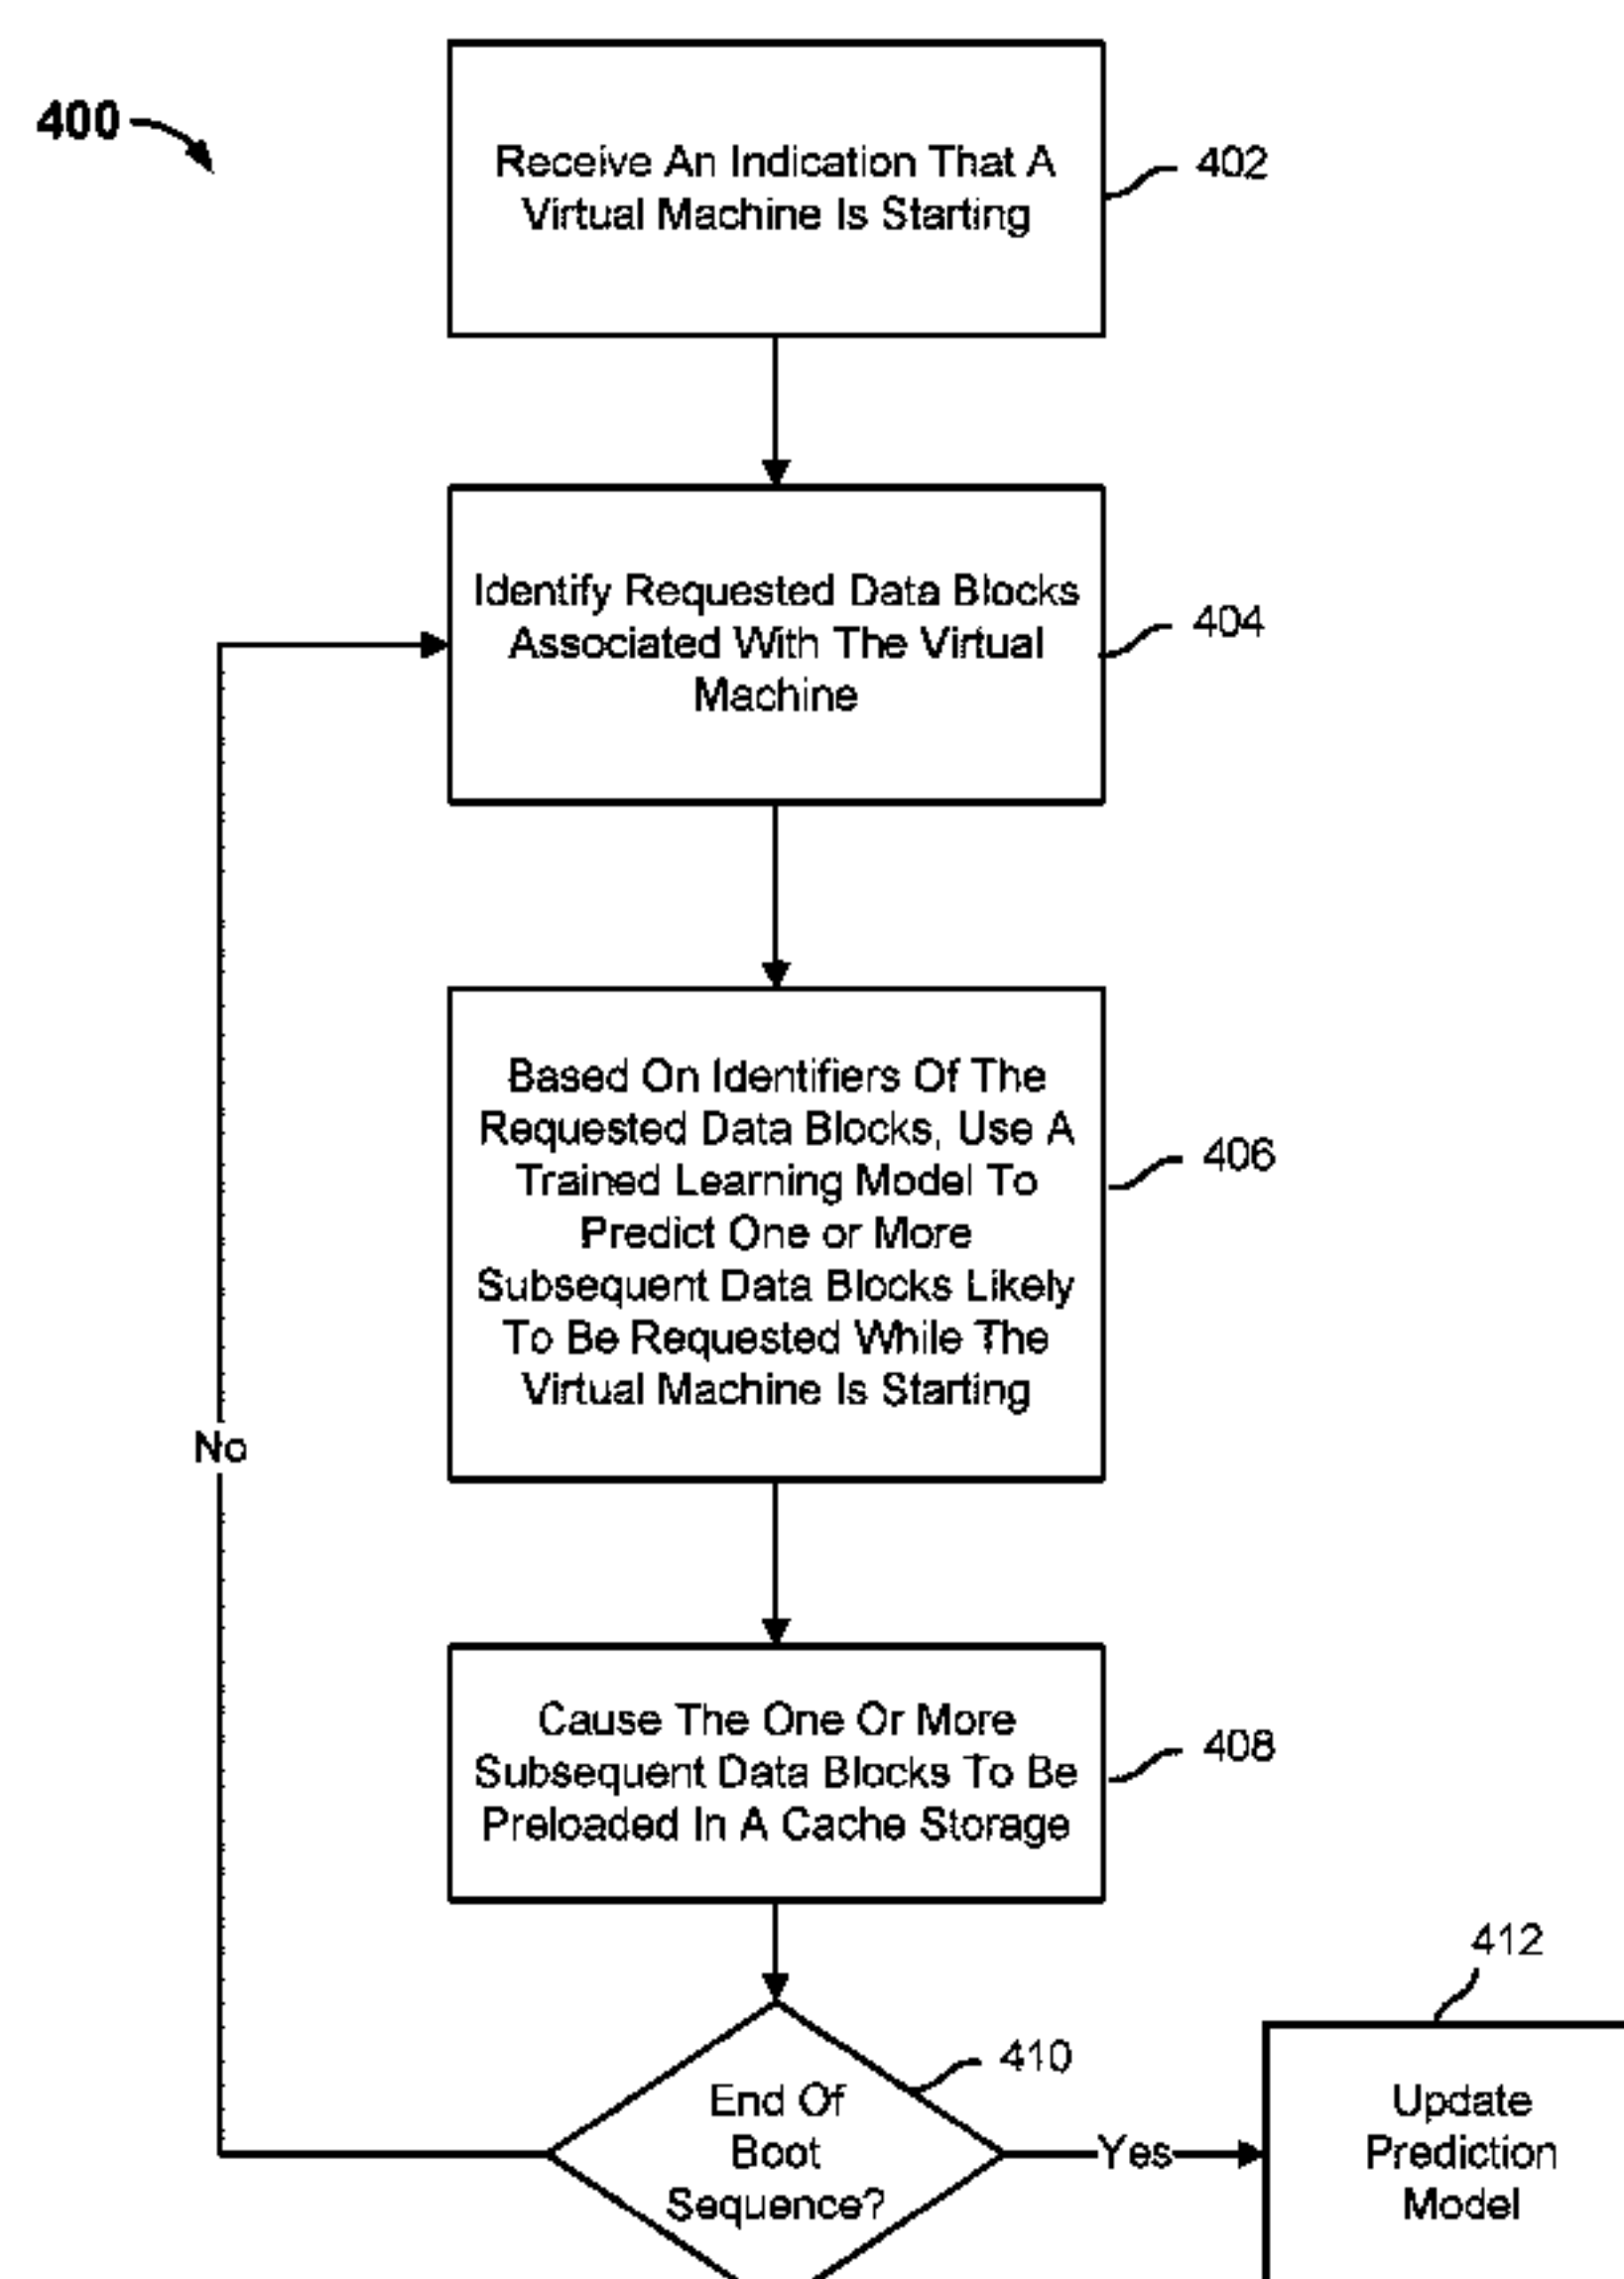 400
Receive An Indication That A
Virtual Machine Is Starting
402
Identify Requested Data Blocks
Associated With The Virtual
Machine
404
Based On Identifiers Of The
Requested Data Blocks, Use A
Trained Learning Model To
Predict One or More
Subsequent Data Blocks Likely
To Be Requested While The
Virtual Machine Is Starting
406
No
Cause The One Or More
Subsequent Data Blocks To Be
Preloaded In A Cache Storage
408
End Of
Boot
Sequence?
410
Yes
412
Update
Prediction
Model